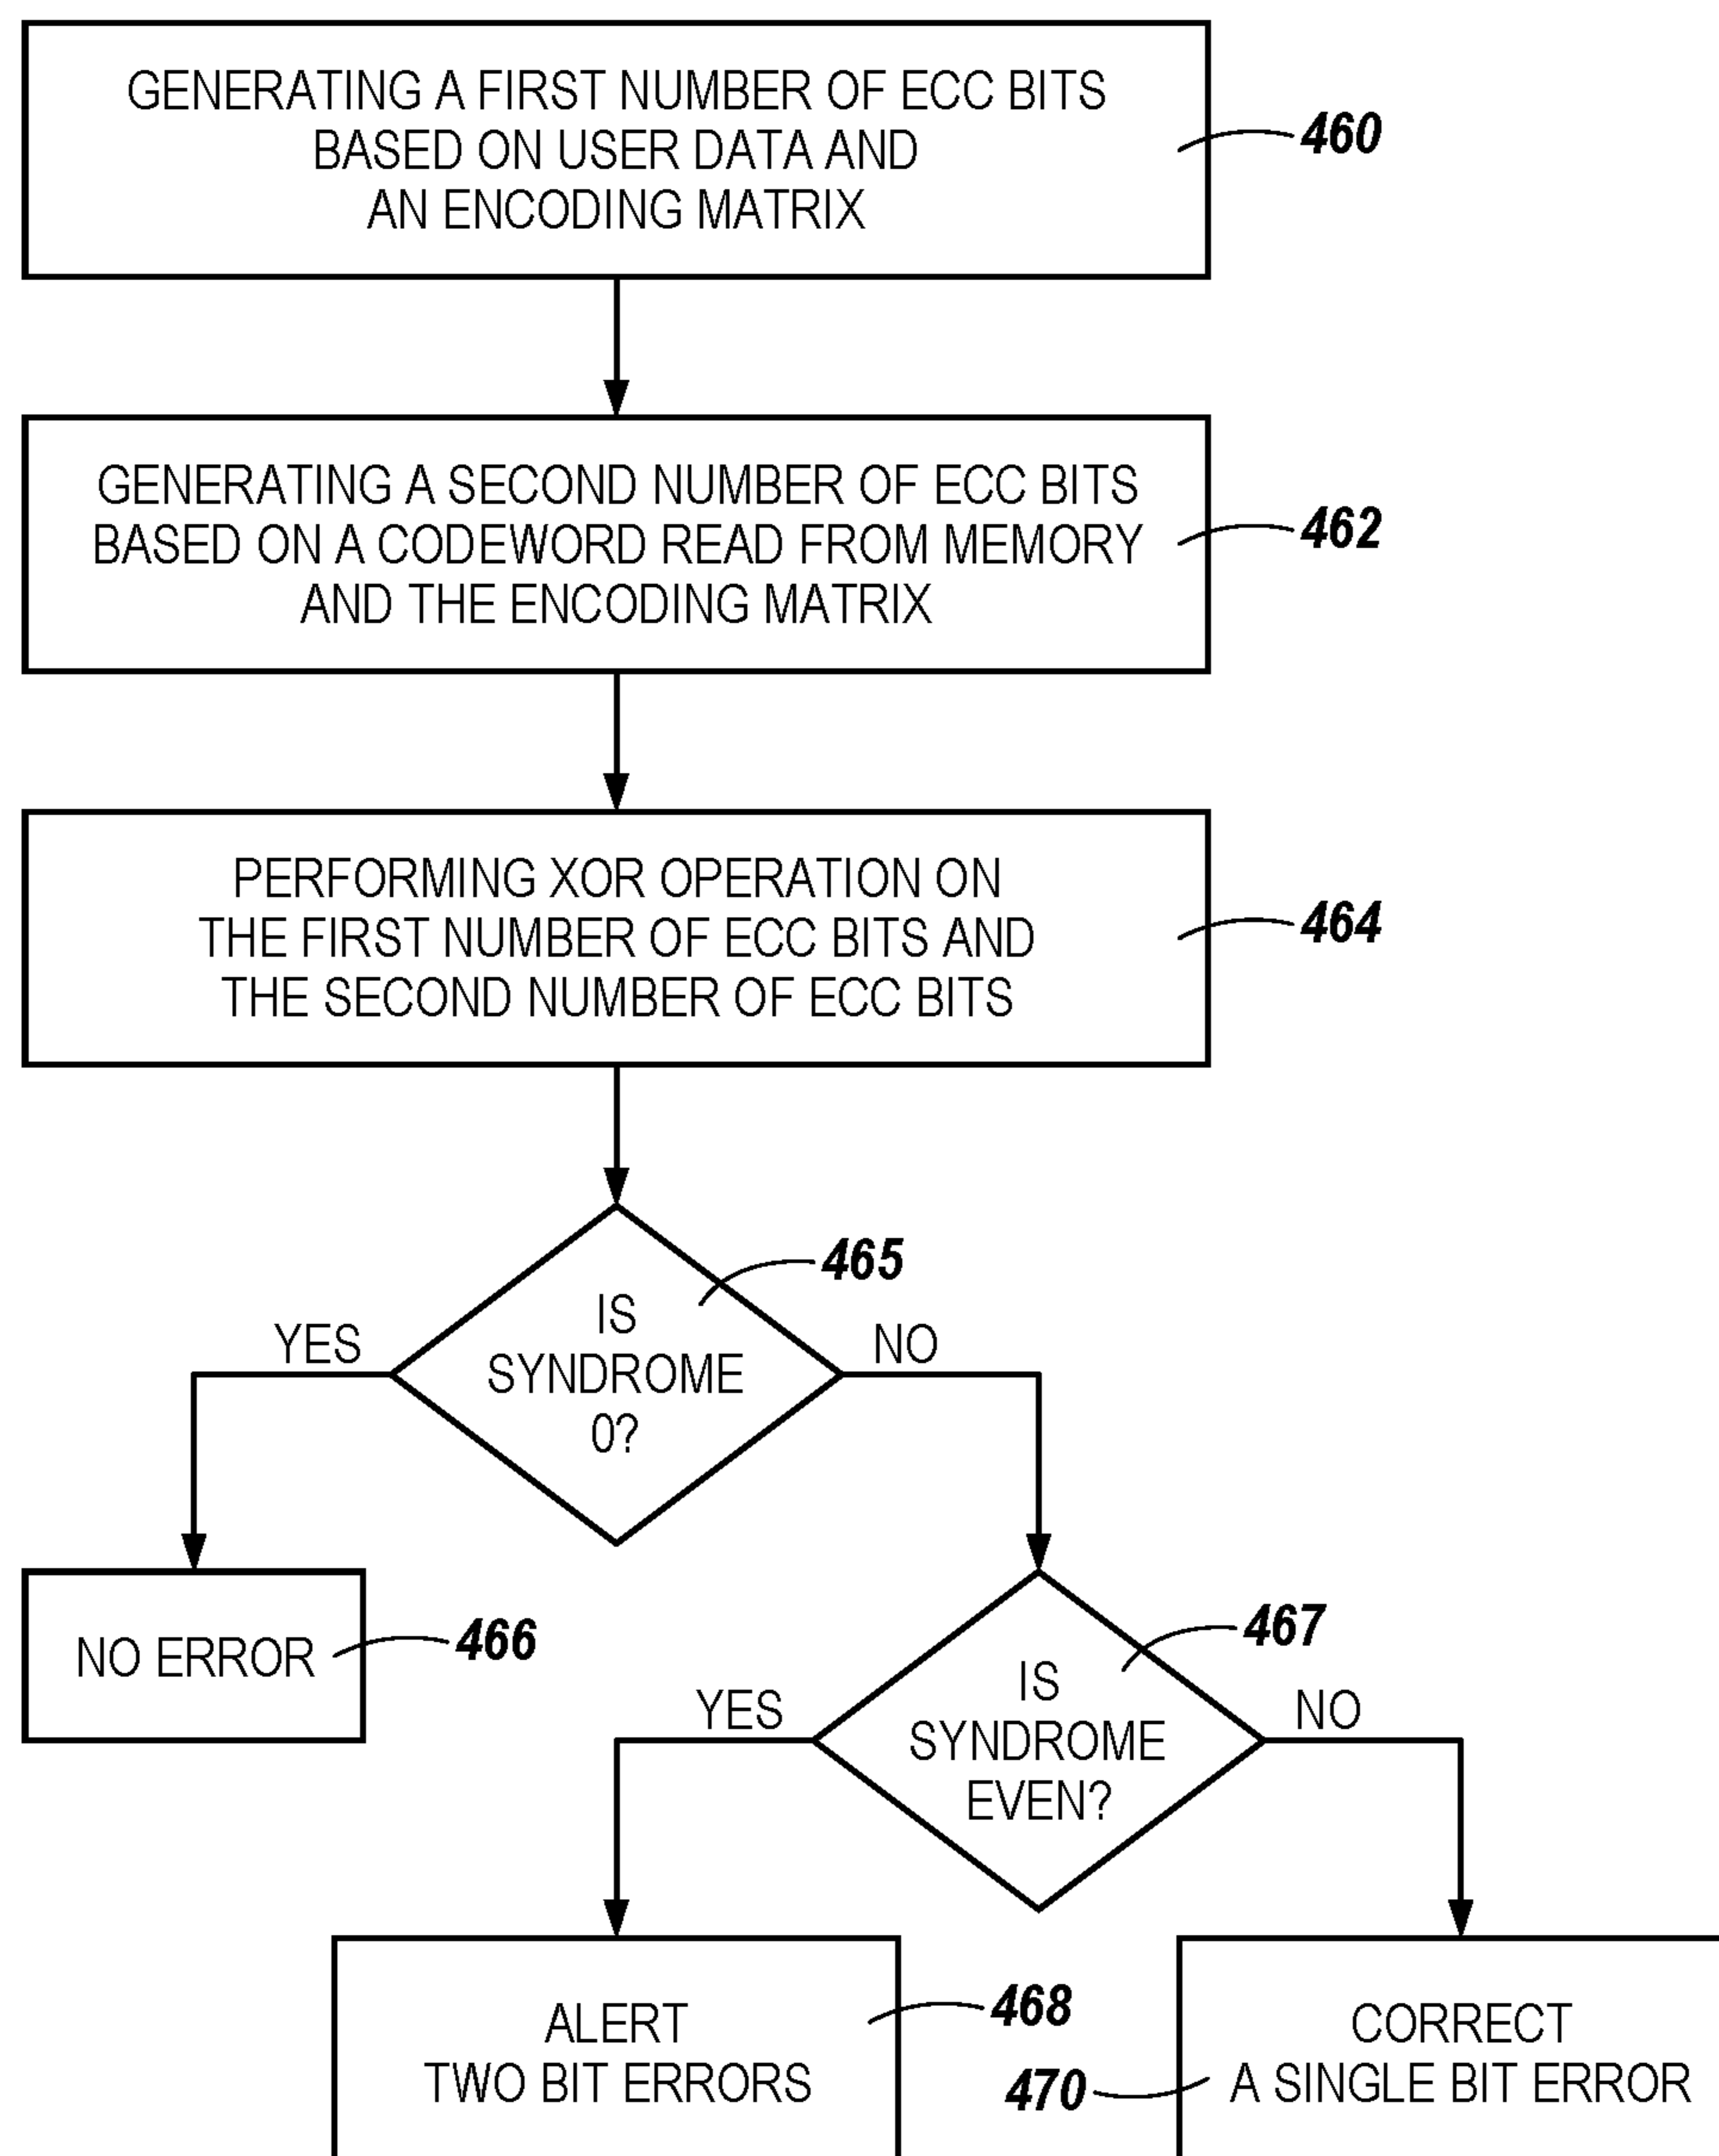 GENERATING A FIRST NUMBER OF ECC BITS
BASED ON USER DATA AND
AN ENCODING MATRIX
460
GENERATING A SECOND NUMBER OF ECC BITS
BASED ON A CODEWORD READ FROM MEMORY
AND THE ENCODING MATRIX
462
PERFORMING XOR OPERATION ON
THE FIRST NUMBER OF ECC BITS AND
THE SECOND NUMBER OF ECC BITS
464
465
IS
SYNDROME
0?
YES
NO
NO ERROR
466
467
IS
SYNDROME
EVEN?
YES
NO
ALERT
TWO BIT ERRORS
468
470
CORRECT
A SINGLE BIT ERROR